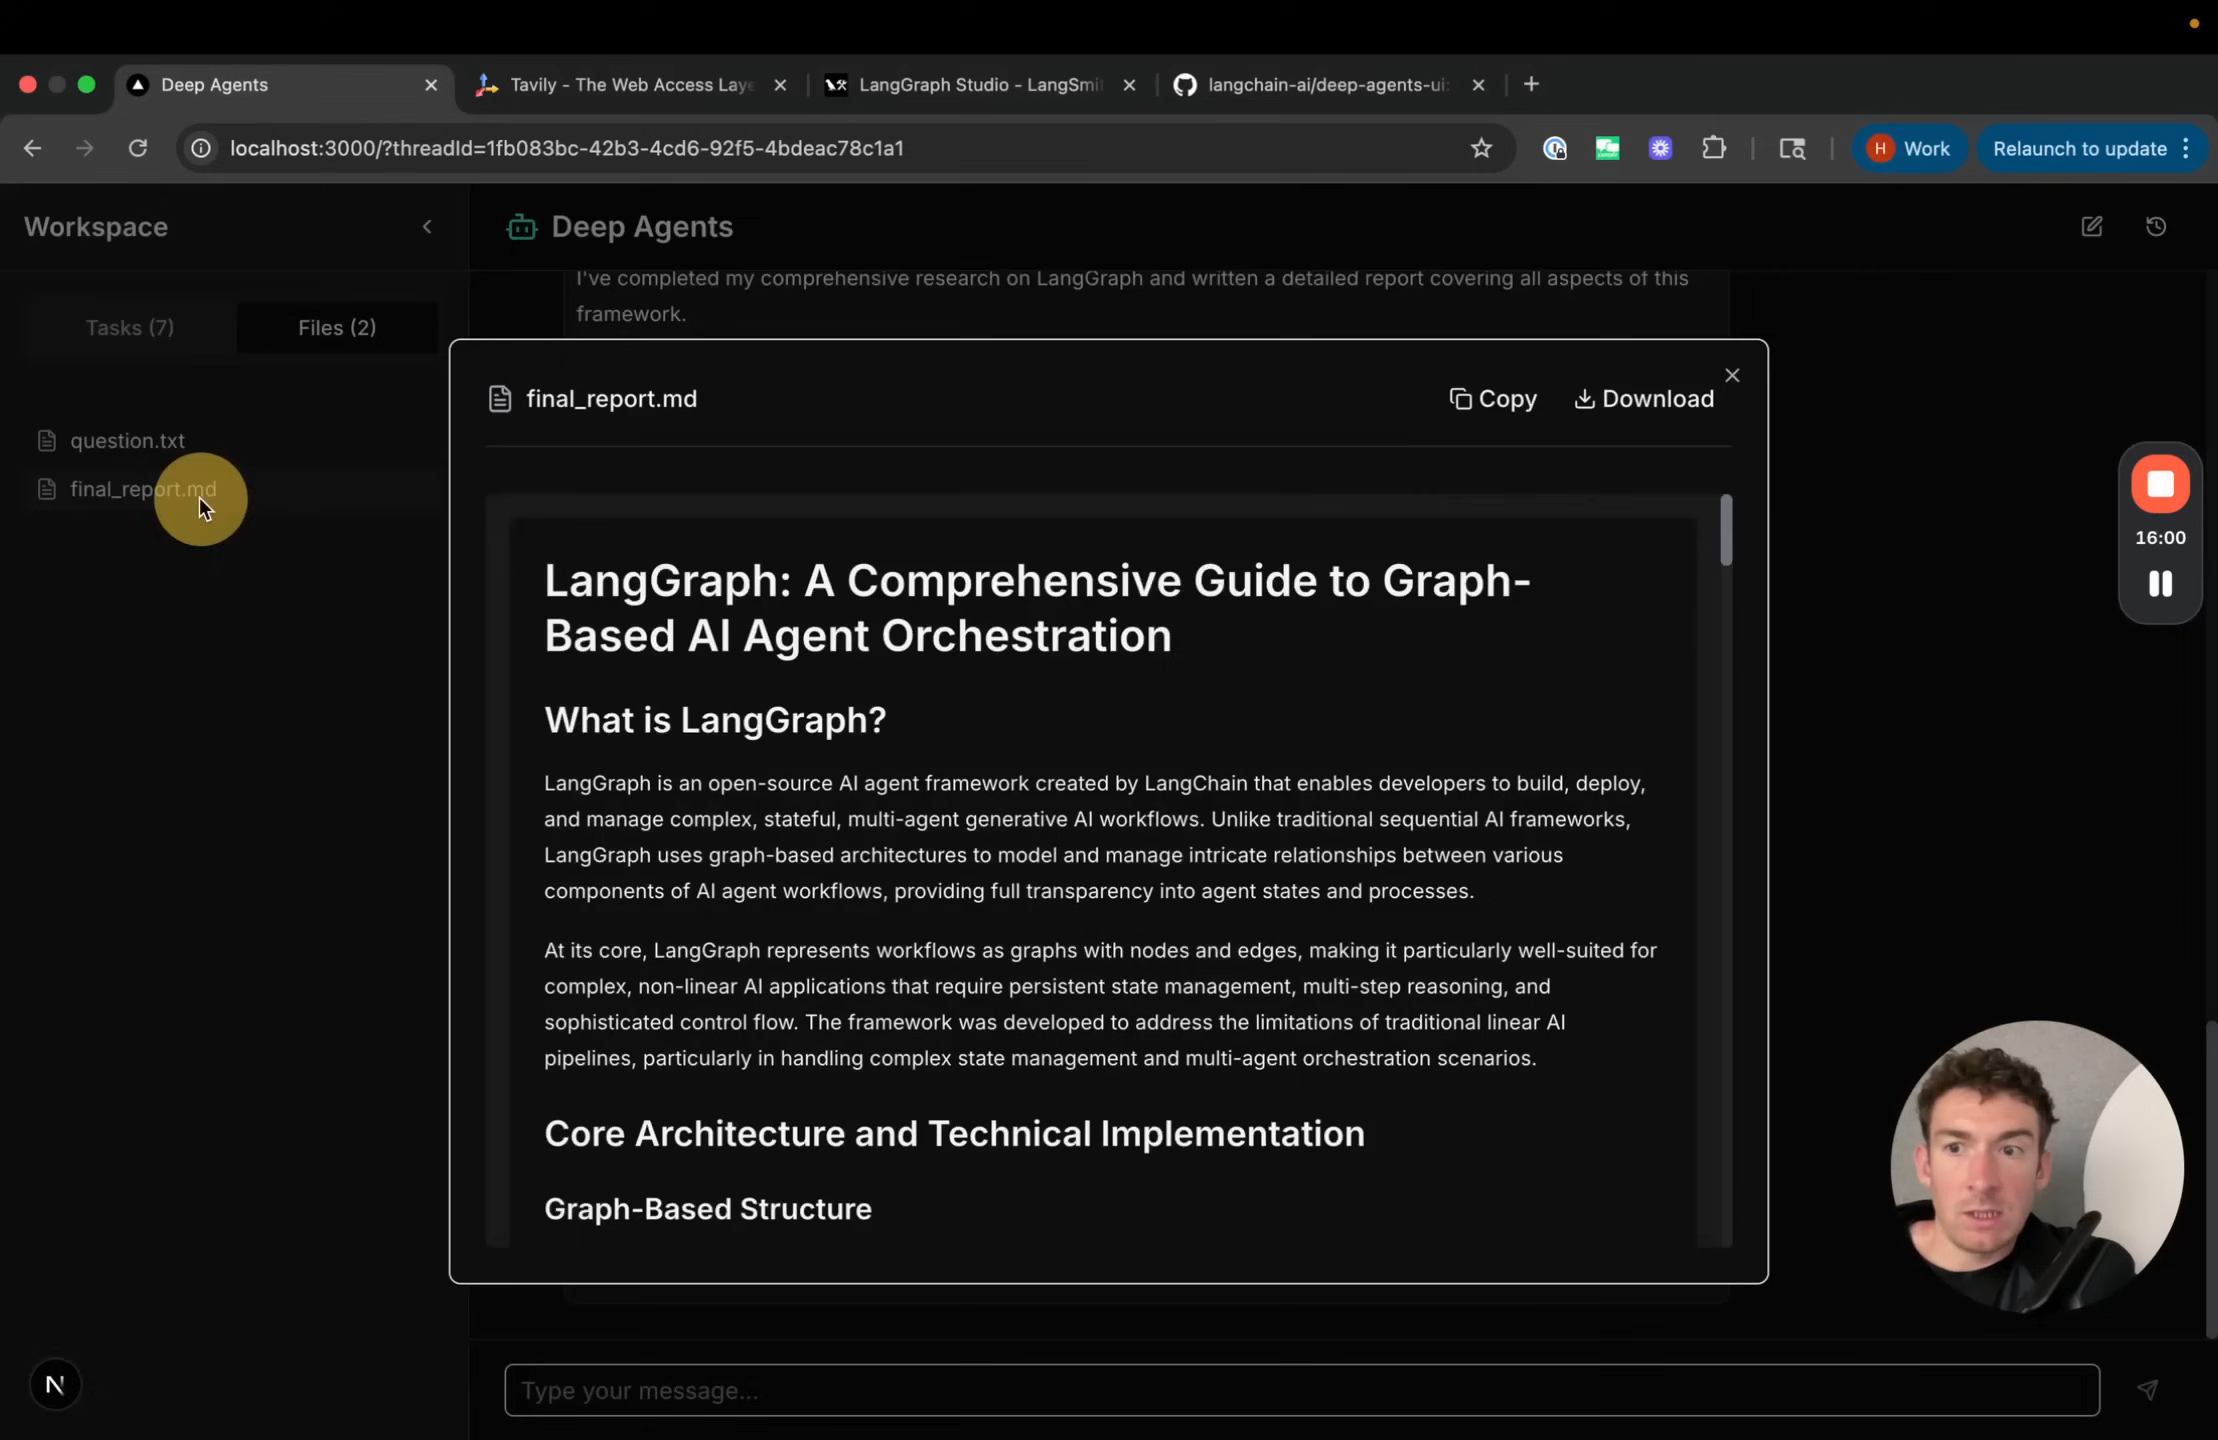 Deep Agents
Tavily - The Web Access Laye
LangGraph Studio - LangSmi
langchain-ai/deep-agents-ui:
localhost:3000/?threadId=1fb083bc-42b3-4cd6-92f5-4bdeac78c1a1
H Work
Relaunch to update
Workspace
Deep Agents
Tasks (7)
Files (2)
question.txt
final_report.md
I've completed my comprehensive research on LangGraph and written a detailed report covering all aspects of this
framework.
final_report.md
Copy
Download
LangGraph: A Comprehensive Guide to Graph-
Based AI Agent Orchestration
What is LangGraph?
LangGraph is an open-source AI agent framework created by LangChain that enables developers to build, deploy,
and manage complex, stateful, multi-agent generative AI workflows. Unlike traditional sequential AI frameworks,
LangGraph uses graph-based architectures to model and manage intricate relationships between various
components of AI agent workflows, providing full transparency into agent states and processes.
At its core, LangGraph represents workflows as graphs with nodes and edges, making it particularly well-suited for
complex, non-linear AI applications that require persistent state management, multi-step reasoning, and
sophisticated control flow. The framework was developed to address the limitations of traditional linear AI
pipelines, particularly in handling complex state management and multi-agent orchestration scenarios.
Core Architecture and Technical Implementation
Graph-Based Structure
16:00
N
Type your message...